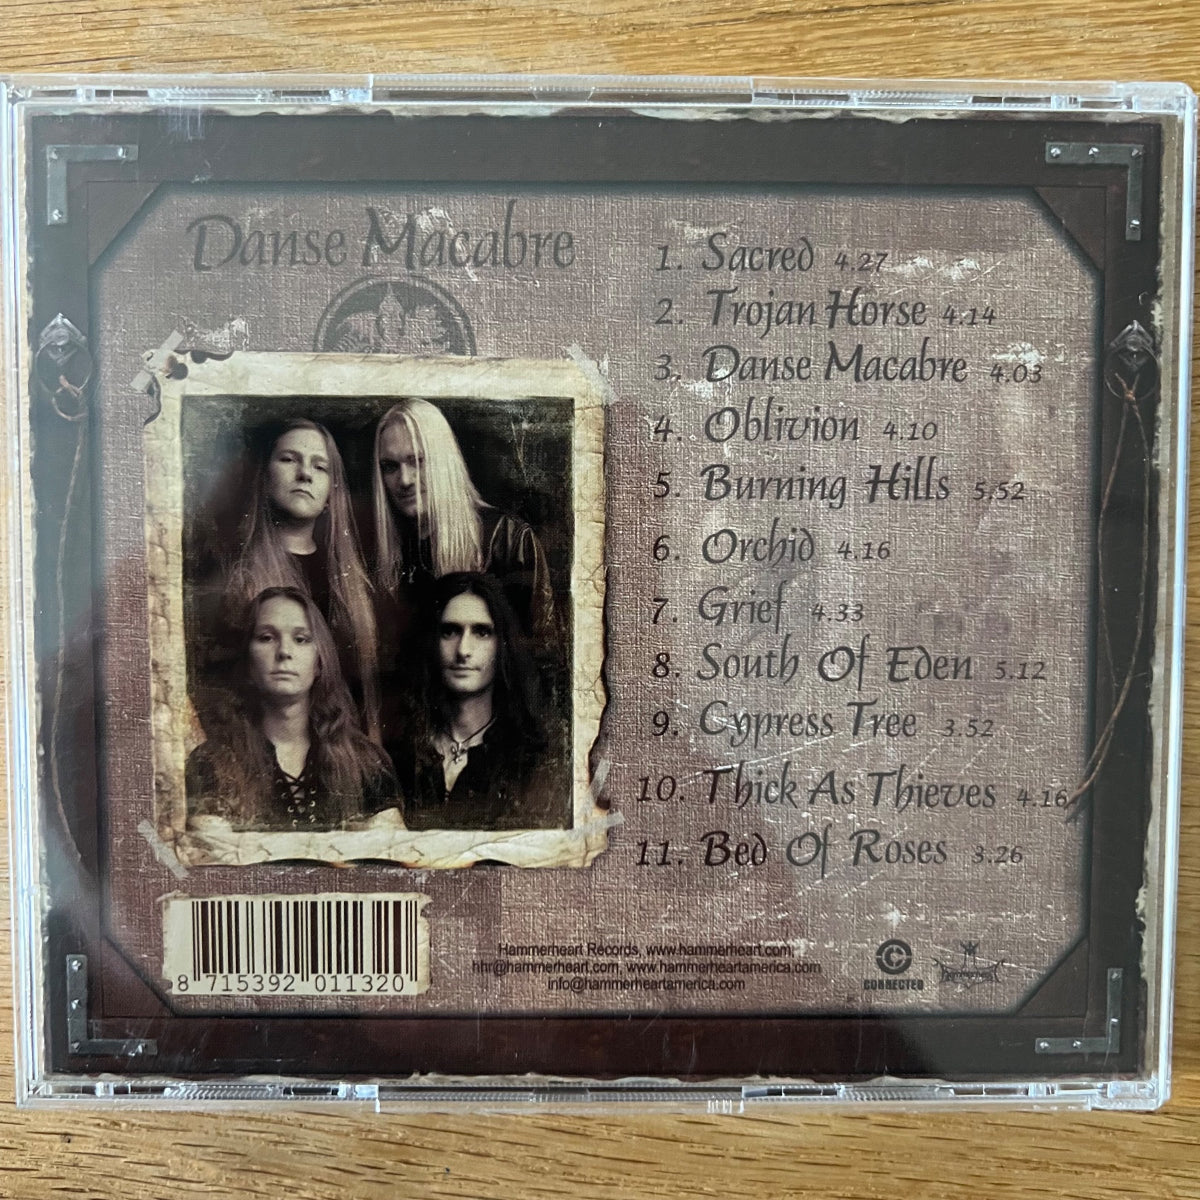 Danse Macabre
1. Sacred 4.27
2. Trojan Horse 4.14
3. Danse Macabre 4.03
4. Oblivion 4.10
5. Burning Hills 5.52
6. Orchid 4.16
7. Grief 4.33
8. South Of Eden 5.12
9. Cypress Tree 3.52
10. Thick As Thieves 4.16
11. Bed Of Roses 3.26
8 715392 011320
Hammerheart Records, www.hammerheart.com,
hhr@hammerheart.com, www.hammerheartamerica.com
info@hammerheartamerica.com
CONNECTED
Hammerheart